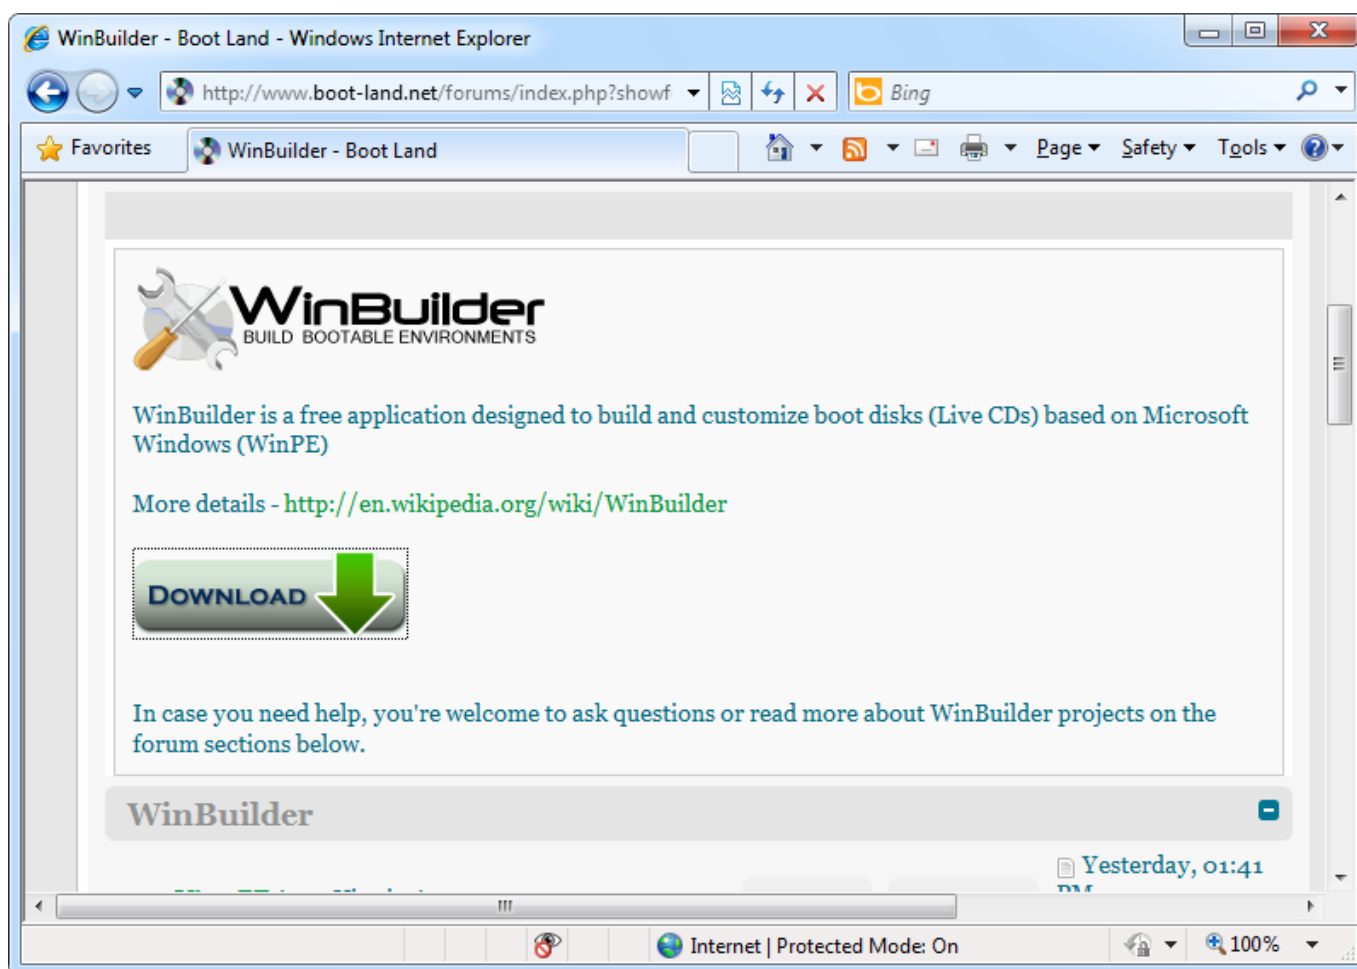 WinBuilder - Boot Land - Windows Internet Explorer
http://www.boot-land.net/forums/index.php?showf
Bing
Favorites
WinBuilder - Boot Land
Page
Safety
Tools
WinBuilder
BUILD BOOTABLE ENVIRONMENTS
WinBuilder is a free application designed to build and customize boot disks (Live CDs) based on Microsoft
Windows (WinPE)
More details - http://en.wikipedia.org/wiki/WinBuilder
DOWNLOAD
In case you need help, you're welcome to ask questions or read more about WinBuilder projects on the
forum sections below.
WinBuilder
Yesterday, 01:41
PM
Internet | Protected Mode: On
100%